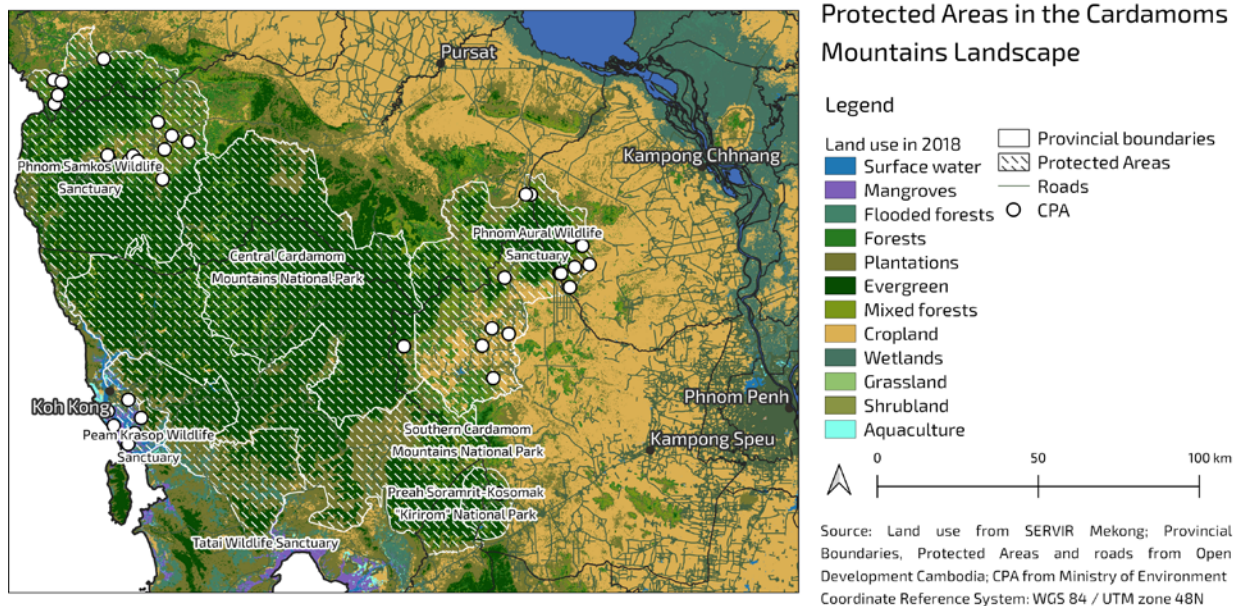 Protected Areas in the Cardamoms
Mountains Landscape
Legend
Land use in 2018
Surface water
Mangroves
Flooded forests
Forests
Plantations
Evergreen
Mixed forests
Cropland
Wetlands
Grassland
Shrubland
Aquaculture
Provincial boundaries
Protected Areas
Roads
CPA
0 50 100 km
Source: Land use from SERVIR Mekong; Provincial
Boundaries, Protected Areas and roads from Open
Development Cambodia; CPA from Ministry of Environment
Coordinate Reference System: WGS 84 / UTM zone 48N
Pursat
Kampong Chhnang
Phnom Samkos Wildlife
Sanctuary
Phnom Aural Wildlife
Sanctuary
Central Cardamom
Mountains National Park
Koh Kong
Phnom Penh
Peam Krasop Wildlife
Sanctuary
Southern Cardamom
Mountains National Park
Kampong Speu
Preah Soramrit-Kosomak
"Kirirom" National Park
Tatai Wildlife Sanctuary